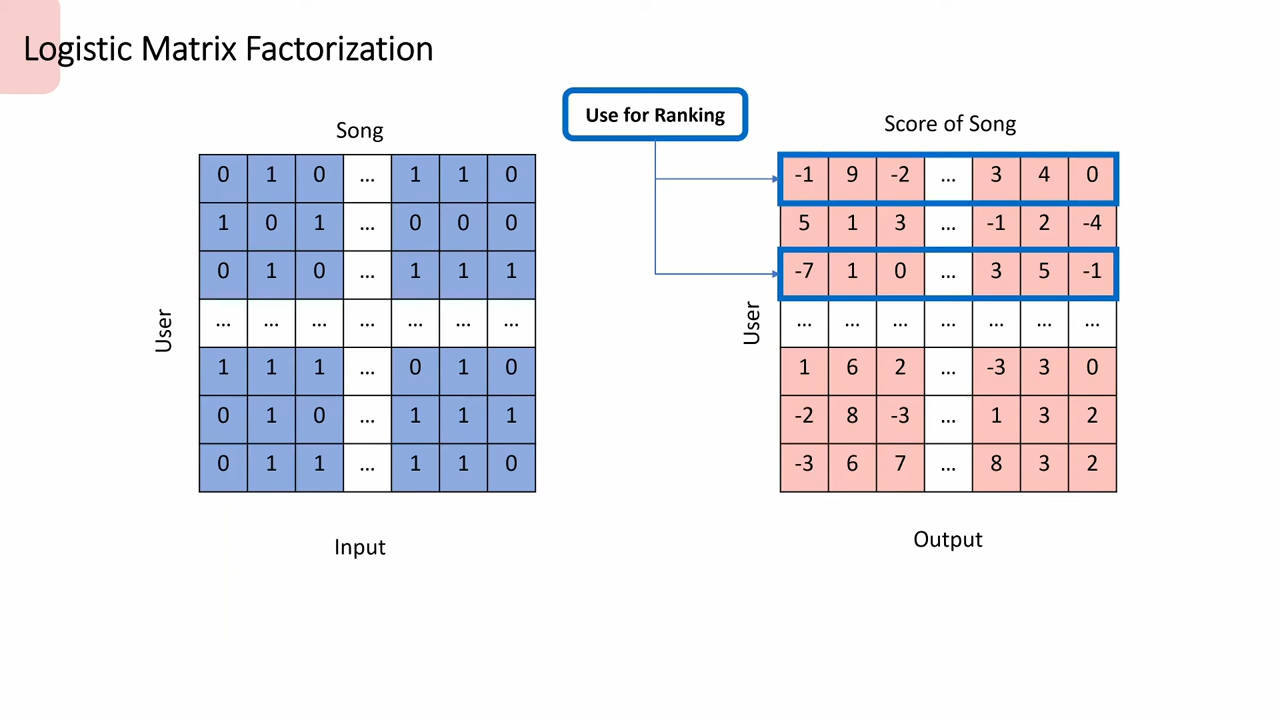 Logistic Matrix Factorization
Use for Ranking
Song
0 1 0 ... 1 1 0
1 0 1 ... 0 0 0
0 1 0 ... 1 1 1
... ... ... ... ... ... ...
1 1 1 ... 0 1 0
0 1 0 ... 1 1 1
0 1 1 ... 1 1 0
User
Input
Score of Song
-1 9 -2 ... 3 4 0
5 1 3 ... -1 2 -4
-7 1 0 ... 3 5 -1
... ... ... ... ... ... ...
1 6 2 ... -3 3 0
-2 8 -3 ... 1 3 2
-3 6 7 ... 8 3 2
User
Output